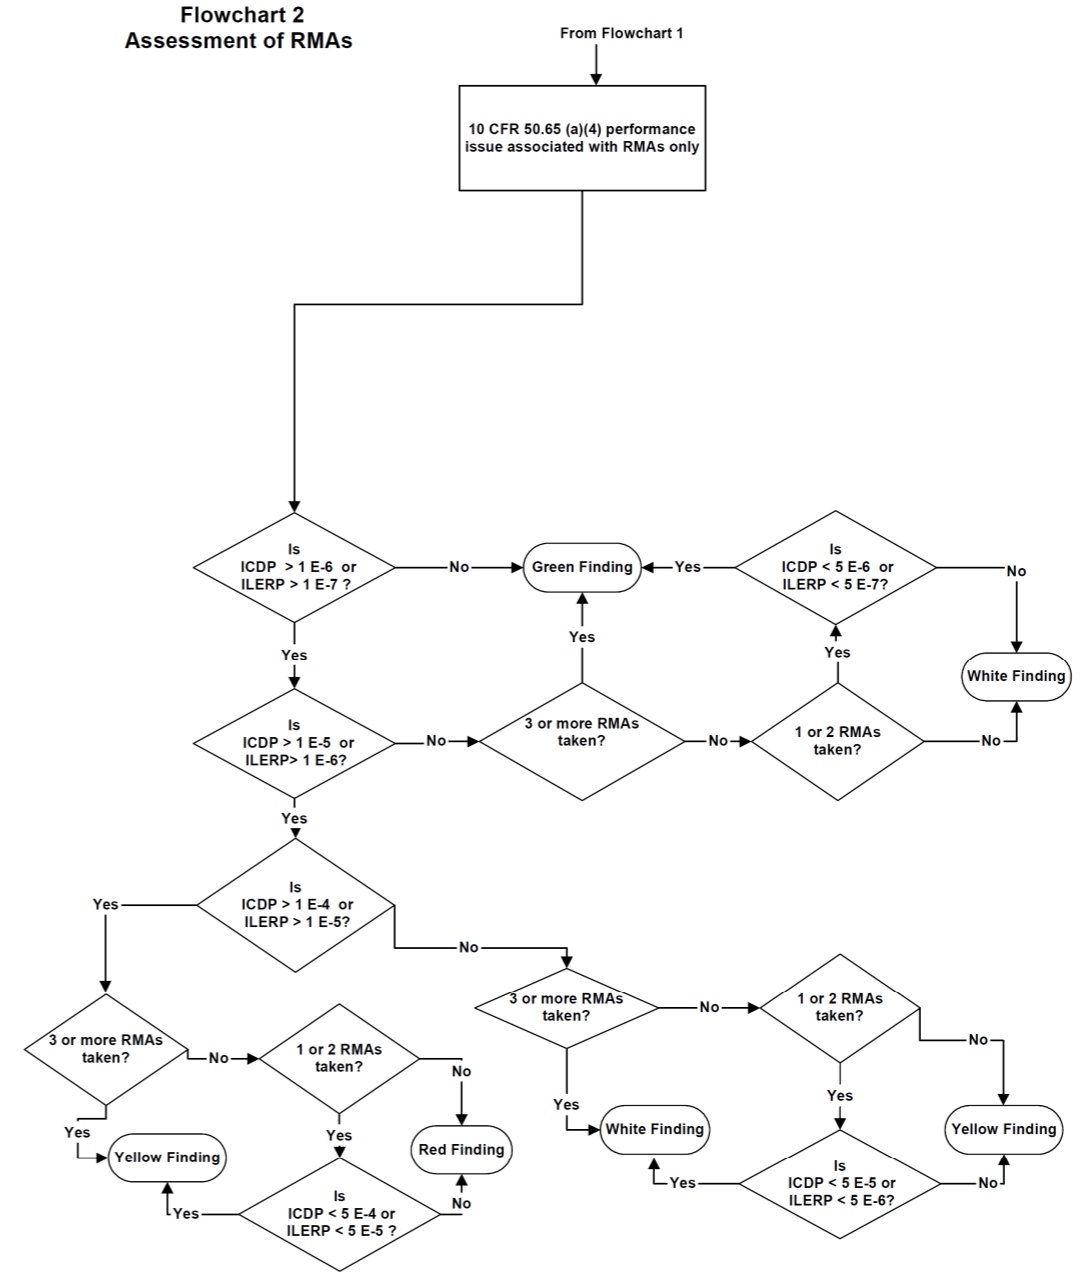 Flowchart 2
Assessment of RMAs
From Flowchart 1
10 CFR 50.65 (a)(4) performance
issue associated with RMAs only
Is
ICDP > 1 E-6 or
ILERP > 1 E-7 ?
No
Green Finding
Yes
Is
ICDP < 5 E-6 or
ILERP < 5 E-7?
No
Yes
Yes
Yes
White Finding
Is
ICDP > 1 E-5 or
ILERP> 1 E-6?
No
3 or more RMAs
taken?
No
1 or 2 RMAs
taken?
No
Yes
Is
ICDP > 1 E-4 or
ILERP > 1 E-5?
Yes
No
3 or more RMAs
taken?
No
1 or 2 RMAs
taken?
No
3 or more RMAs
taken?
No
1 or 2 RMAs
taken?
No
Yes
Yes
Yes
Yes
Yellow Finding
Red Finding
White Finding
Yellow Finding
Is
ICDP < 5 E-4 or
ILERP < 5 E-5 ?
Yes
No
Is
ICDP < 5 E-5 or
ILERP < 5 E-6?
Yes
No